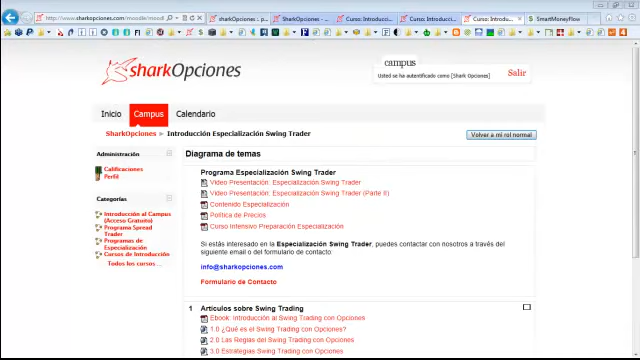 http://www.sharkopciones.com/moodle/moodl
sharkOpciones : p...
SharkOpciones - ...
Curso: Introducci...
Curso: Introducci...
Curso: Introdu...
SmartMoneyFlow
sharkOpciones
campus
Usted se ha autentificado como [Shark Opciones]
Salir
Inicio
Campus
Calendario
SharkOpciones
Introducción Especialización Swing Trader
Volver a mi rol normal
Administración
Calificaciones
Perfil
Categorías
Introducción al Campus
(Acceso Gratuito)
Programa Spread
Trader
Programas de
Especialización
Cursos de Introducción
Todos los cursos ...
Diagrama de temas
Programa Especialización Swing Trader
Video Presentación: Especialización Swing Trader
Video Presentación: Especialización Swing Trader (Parte II)
Contenido Especialización
Política de Precios
Curso Intensivo Preparación Especialización
Si estás interesado en la Especialización Swing Trader, puedes contactar con nosotros a través del
siguiente email o del formulario de contacto
info@sharkopciones.com
Formulario de Contacto
1 Artículos sobre Swing Trading
Ebook: Introducción al Swing Trading con Opciones
1.0 ¿Qué es el Swing Trading con Opciones?
2.0 Las Reglas del Swing Trading con Opciones
3.0 Estrategias Swing Trading con Opciones